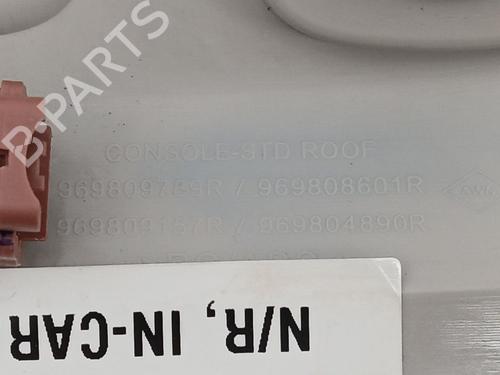 B-PARTS
CONSOLE-STD ROOF
969809789R / 969808601R
969809157R / 969804890R
N/R, IN-CAR